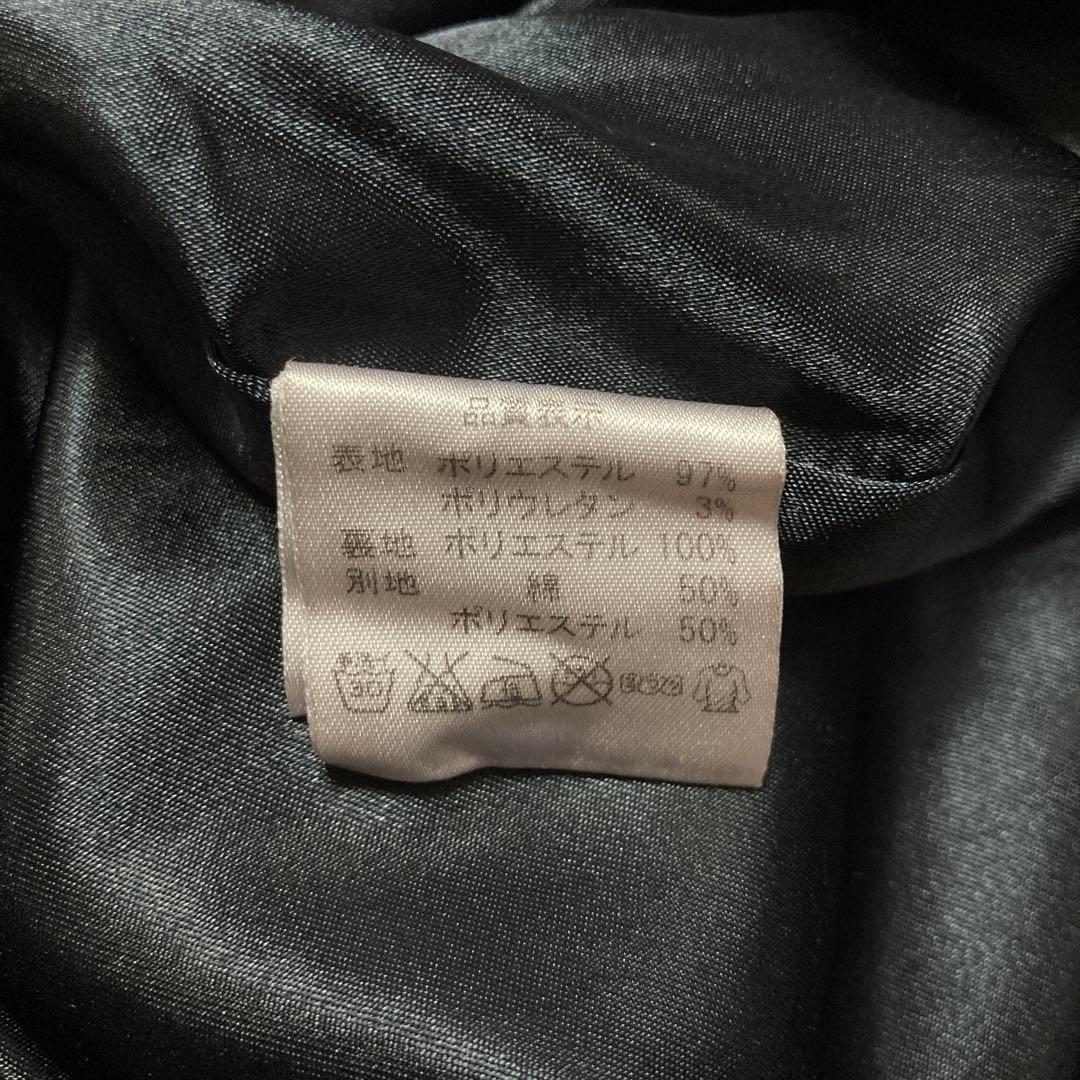 品質表示
表地 ポリエステル 97%
ポリウレタン 3%
裏地 ポリエステル 100%
別地 綿 50%
ポリエステル 50%
30